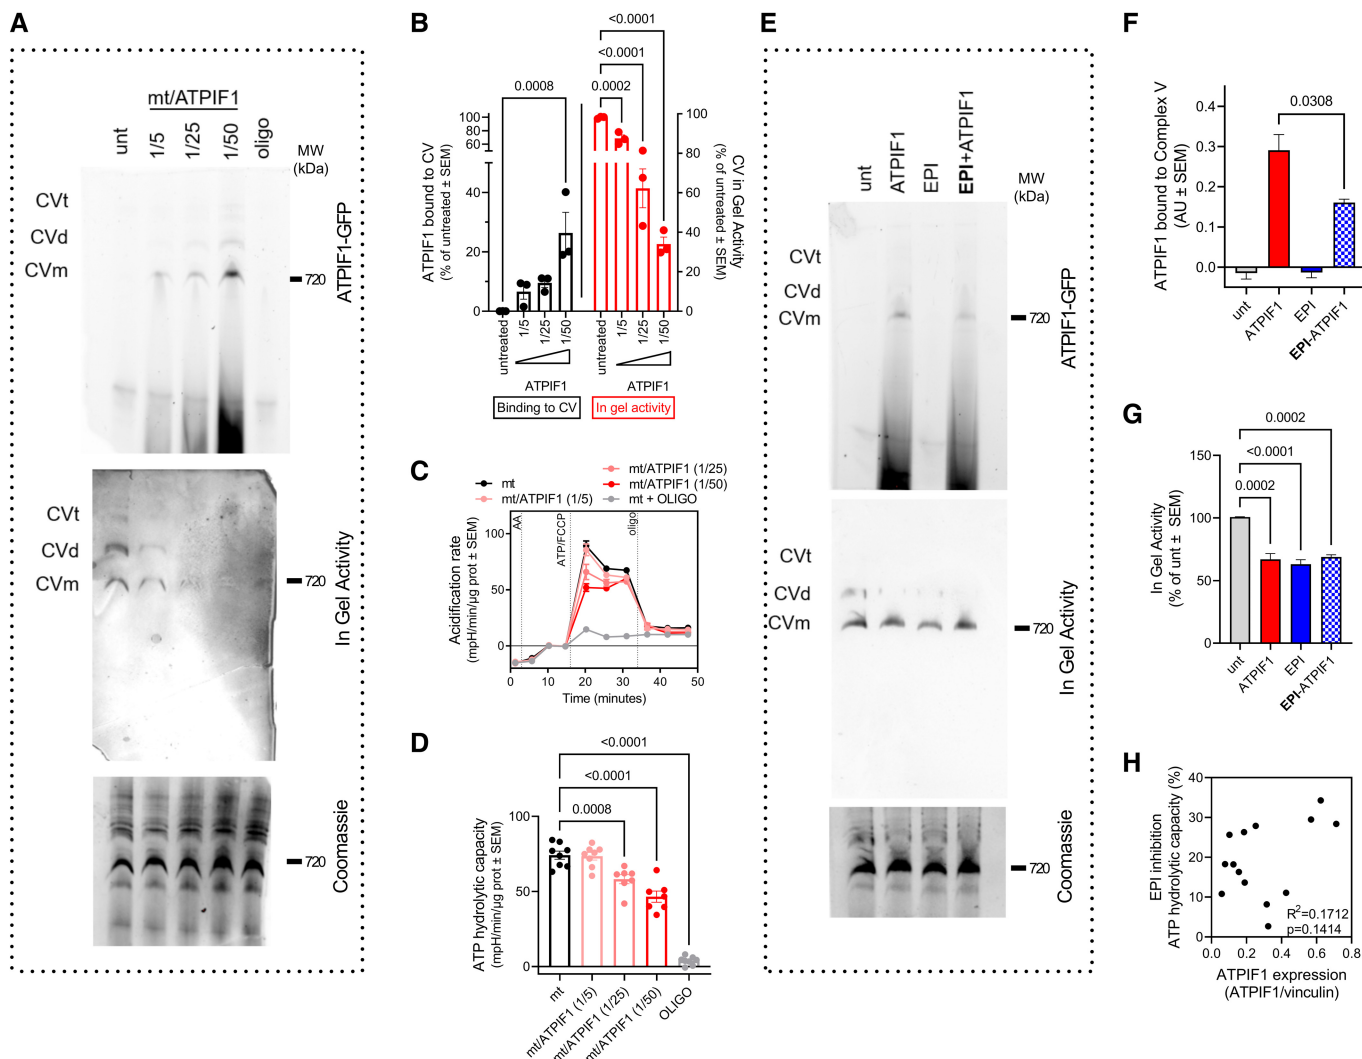 A
mt/ATPIF1
unt
1/5
1/25
1/50
oligo
MW
(kDa)
CVt
CVd
CVm
720
ATPIF1-GFP
CVt
CVd
CVm
720
In Gel Activity
720
Coomassie
B
<0.0001
<0.0001
0.0008
0.0002
ATPIF1 bound to CV
(% of untreated ± SEM)
100
80
60
40
20
0
100
80
60
40
20
0
CV in Gel Activity
(% of untreated ± SEM)
untreated
1/5
1/25
1/50
untreated
1/5
1/25
1/50
ATPIF1
ATPIF1
Binding to CV
In gel activity
C
mt
mt/ATPIF1 (1/5)
mt/ATPIF1 (1/25)
mt/ATPIF1 (1/50)
mt + OLIGO
Acidification rate
(mpH/min/µg prot ± SEM)
100
50
0
AA
ATP/FCCP
oligo
0
10
20
30
40
50
Time (minutes)
D
<0.0001
<0.0001
0.0008
ATP hydrolytic capacity
(mpH/min/µg prot ± SEM)
100
50
0
mt
mt/ATPIF1 (1/5)
mt/ATPIF1 (1/25)
mt/ATPIF1 (1/50)
OLIGO
E
unt
ATPIF1
EPI
EPI+ATPIF1
MW
(kDa)
CVt
CVd
CVm
720
ATPIF1-GFP
CVt
CVd
CVm
720
In Gel Activity
720
Coomassie
F
ATPIF1 bound to Complex V
(AU ± SEM)
0.4
0.3
0.2
0.1
0.0
0.0308
unt
ATPIF1
EPI
EPI-ATPIF1
G
0.0002
<0.0001
0.0002
In Gel Activity
(% of unt ± SEM)
150
100
50
0
unt
ATPIF1
EPI
EPI-ATPIF1
H
EPI inhibition
ATP hydrolytic capacity (%)
40
30
20
10
0
R2=0.1712
p=0.1414
0.0
0.2
0.4
0.6
0.8
ATPIF1 expression
(ATPIF1/vinculin)